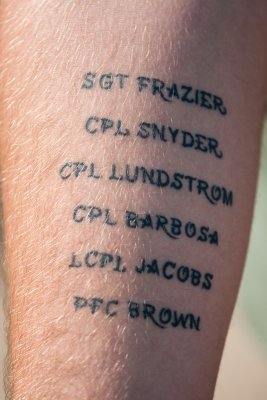 SGT FRAZIER
CPL SNYDER
CPL LUNDSTROM
CPL BARBOSA
LCPL JACOBS
PFC BROWN